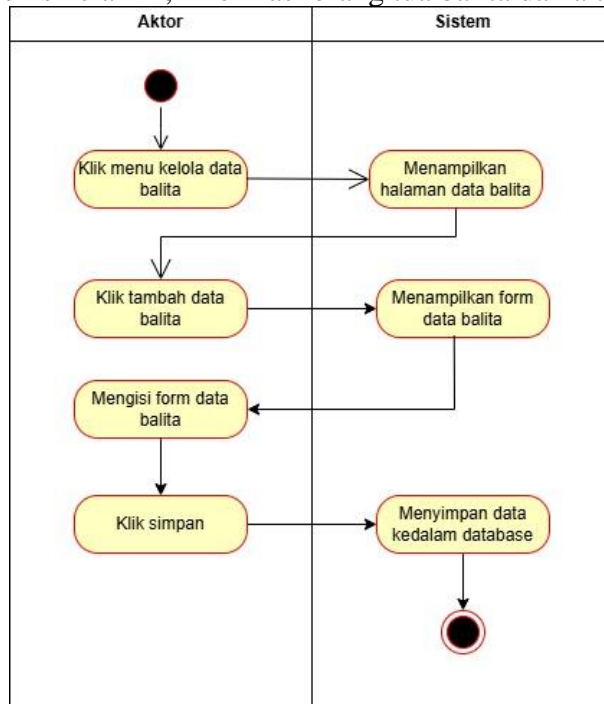 Aktor
Sistem
Klik menu kelola data
balita
Menampilkan
halaman data balita
Klik tambah data
balita
Menampilkan form
data balita
Mengisi form data
balita
Klik simpan
Menyimpan data
kedalam database